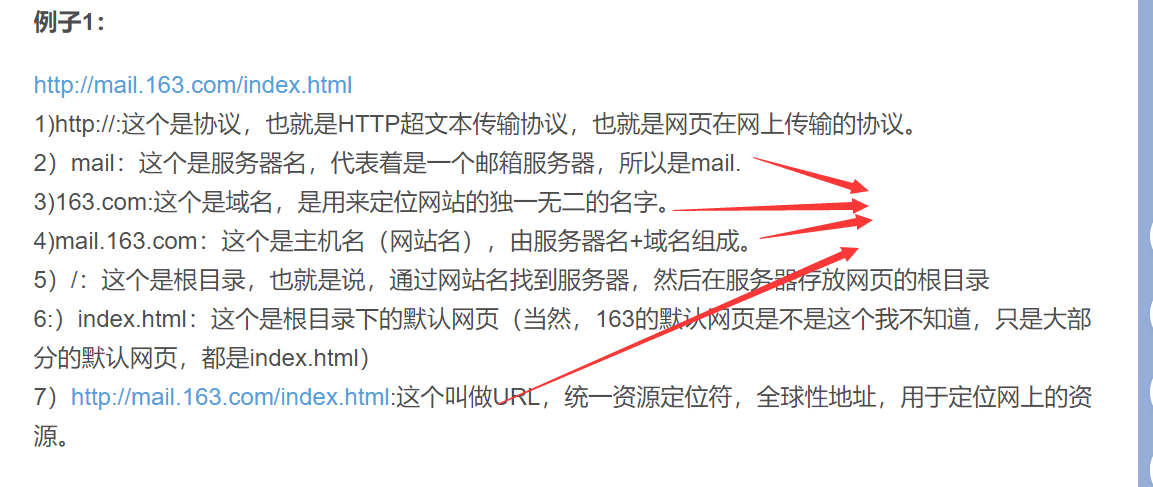 例子1：
http://mail.163.com/index.html
1)http://:这个是协议，也就是HTTP超文本传输协议，也就是网页在网上传输的协议。
2）mail：这个是服务器名，代表着是一个邮箱服务器，所以是mail.
3)163.com:这个是域名，是用来定位网站的独一无二的名字。
4)mail.163.com：这个是主机名（网站名），由服务器名+域名组成。
5）/：这个是根目录，也就是说，通过网站名找到服务器，然后在服务器存放网页的根目录
6:）index.html：这个是根目录下的默认网页（当然，163的默认网页是不是这个我不知道，只是大部
分的默认网页，都是index.html）
7）http://mail.163.com/index.html:这个叫做URL，统一资源定位符，全球性地址，用于定位网上的资
源。